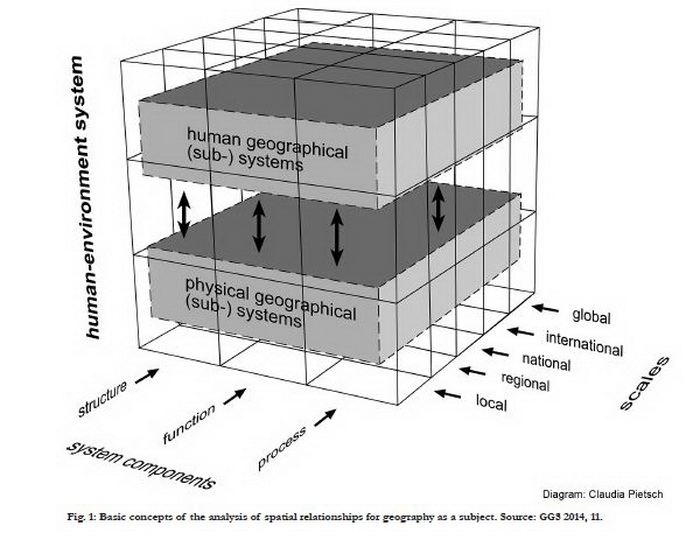 human-environment system
human geographical
(sub-) systems
physical geographical
(sub-) systems
structure
function
process
system components
global
international
national
regional
local
scales
Diagram: Claudia Pietsch
Fig. 1: Basic concepts of the analysis of spatial relationships for geography as a subject. Source: GGS 2014, 11.